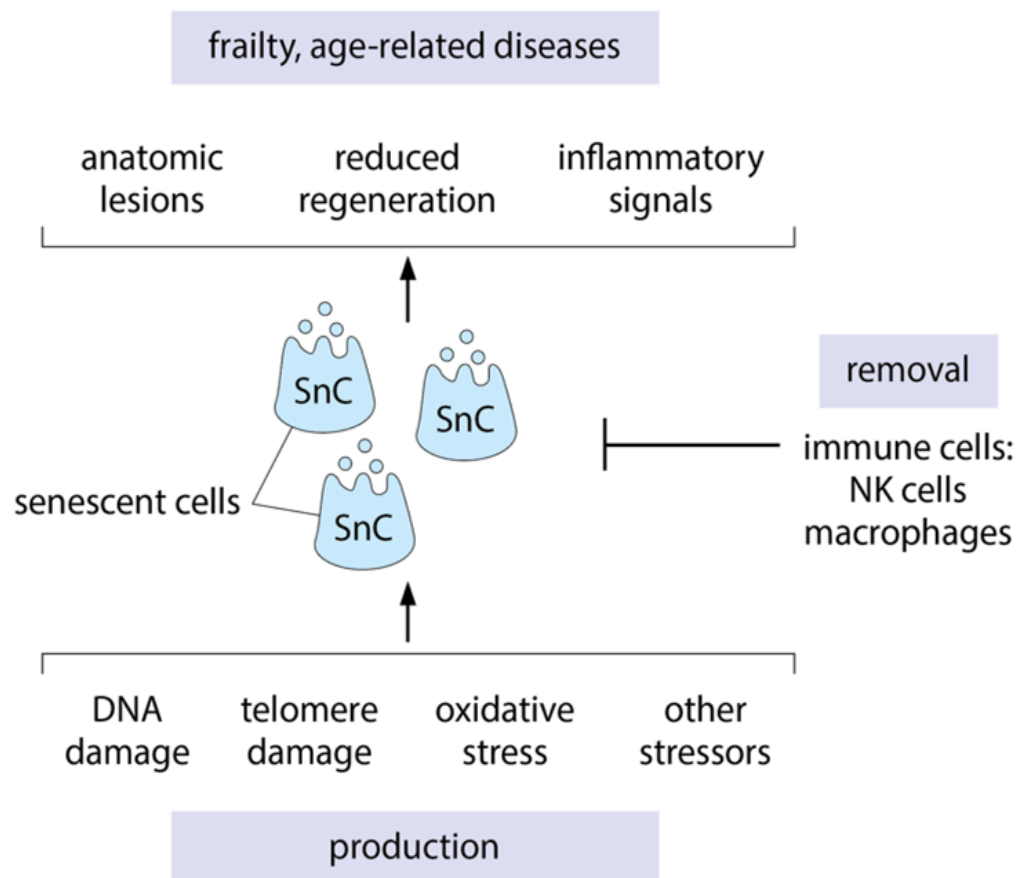 frailty, age-related diseases
anatomic
lesions
reduced
regeneration
inflammatory
signals
SnC
SnC
SnC
senescent cells
removal
immune cells:
NK cells
macrophages
DNA
damage
telomere
damage
oxidative
stress
other
stressors
production